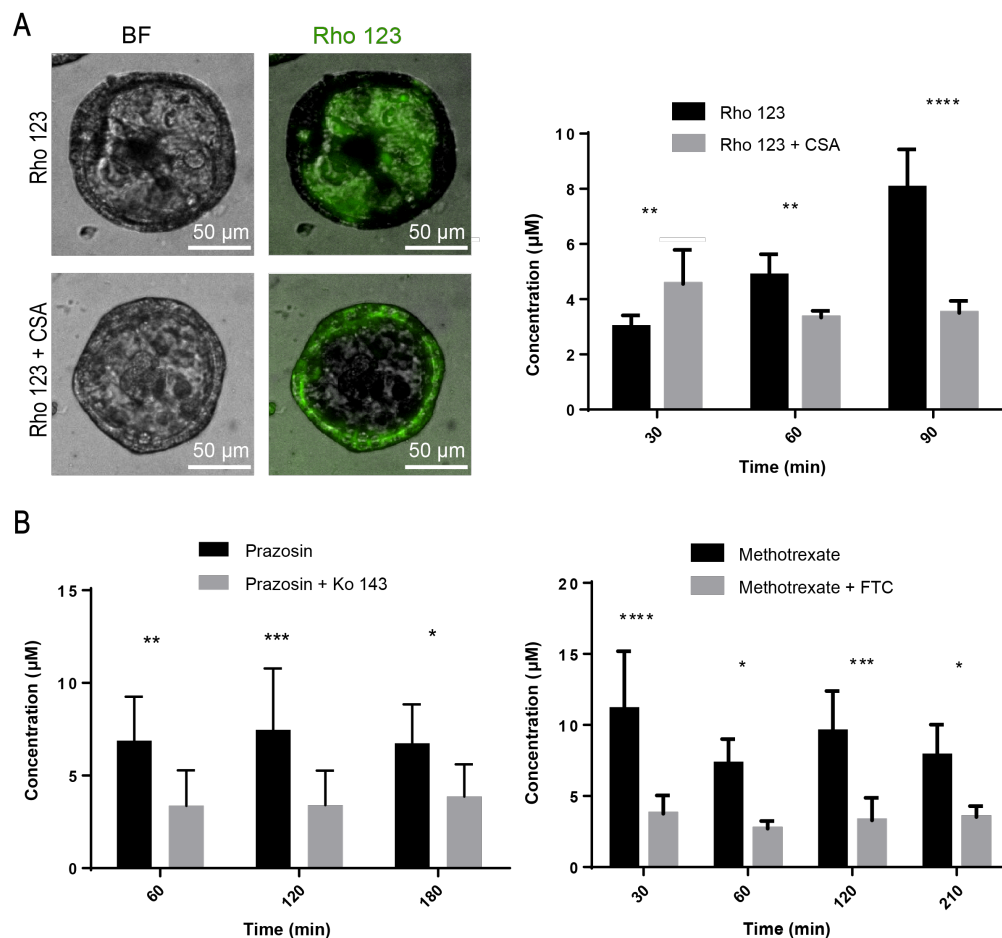 A
BF
Rho 123
Rho 123
50 µm
50 µm
Rho 123 + CSA
50 µm
50 µm
Rho 123
Rho 123 + CSA
****
**
**
Concentration (µM)
10
8
6
4
2
0
30
60
90
Time (min)
B
Prazosin
Prazosin + Ko 143
**
***
*
Concentration (µM)
15
10
5
0
60
120
180
Time (min)
Methotrexate
Methotrexate + FTC
****
*
***
*
Concentration (µM)
20
15
10
5
0
30
60
120
210
Time (min)